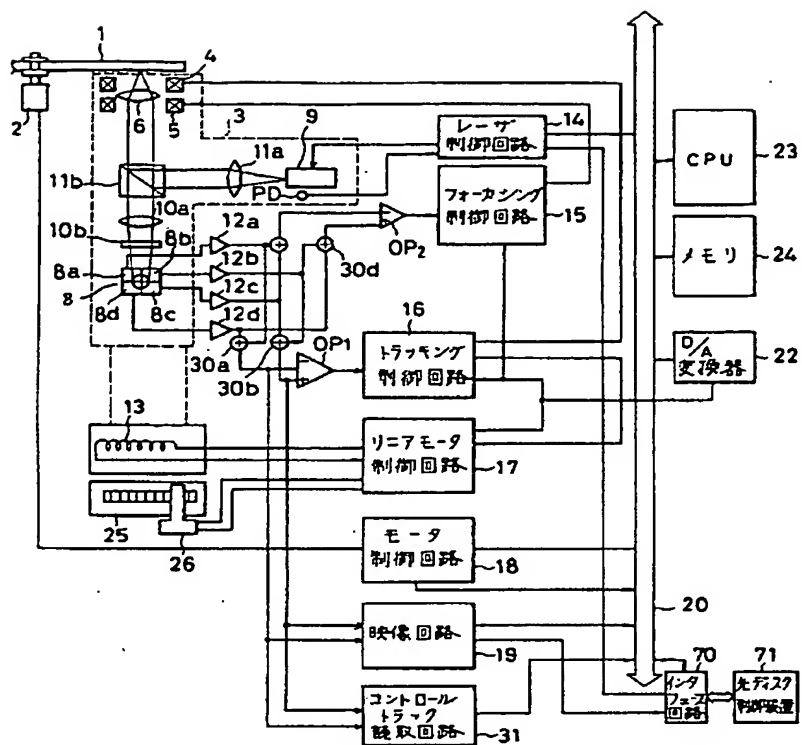 1
4
2
6
5
3
9
11a
11b
PD
10a
10b
8a
8b
8
8d
8c
12a
12b
12c
12d
30a
30b
30d
OP2
OP1
レーザ
制御回路
14
フォーカシング
制御回路
15
16
トラッキング
制御回路
CPU
23
メモリ
24
D/A
変換器
22
13
リニアモータ
制御回路
17
25
26
モータ
制御回路
18
映像回路
19
20
コントロール
トラック
読取回路
31
70
インタ
フェース
回路
71
光ディスク
制御装置